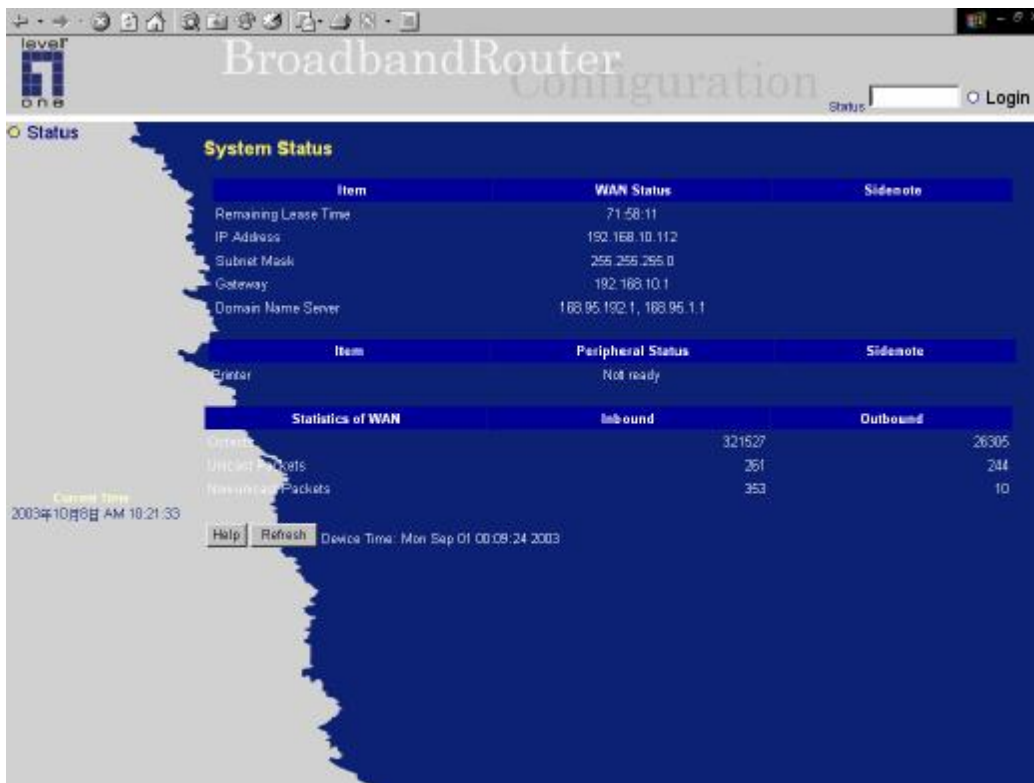 level
one
BroadbandRouter
Configuration
Status
Login
Status
System Status
Item WAN Status Sidenote
Remaining Lease Time 71:58:11
IP Address 192.168.10.112
Subnet Mask 255.255.255.0
Gateway 192.168.10.1
Domain Name Server 168.95.192.1, 168.95.1.1
Item Peripheral Status Sidenote
Printer Not ready
Statistics of WAN Inbound Outbound
Octects 321527 26305
Unicast Packets 261 244
Non-unicast Packets 353 10
Current Time
2003年10月8日 AM 10:21:33
Help Refresh Device Time: Mon Sep 01 00:09:24 2003